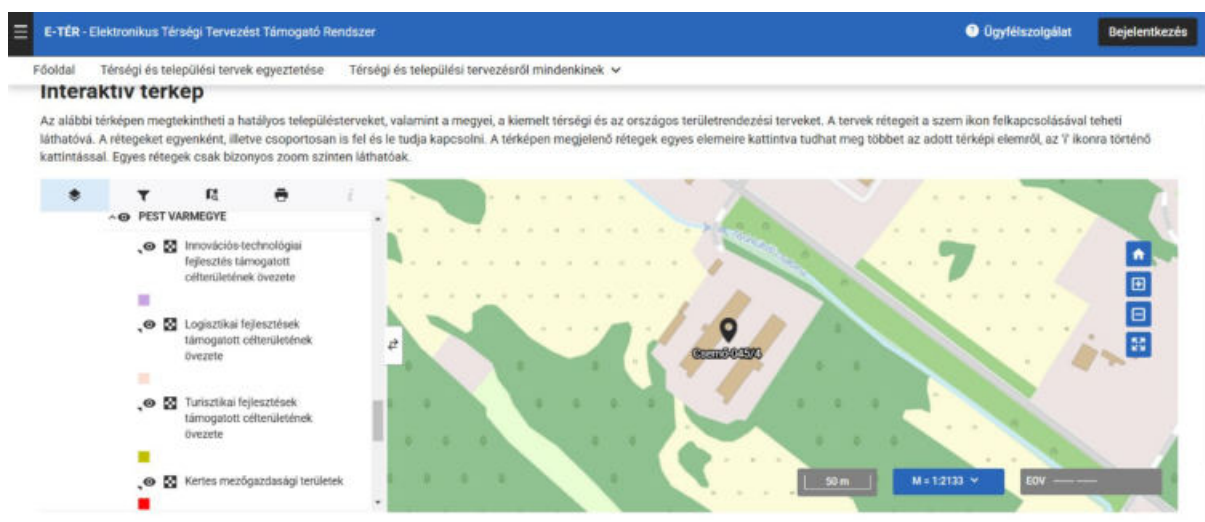 E-TÉR - Elektronikus Térségi Tervezést Támogató Rendszer
Ügyfélszolgálat
Bejelentkezés
Főoldal
Térségi és települési tervek egyeztetése
Térségi és települési tervezésről mindenkinek
Interaktív térkép
Az alábbi térképen megtekintheti a hatályos településterveket, valamint a megyei, a kiemelt térségi és az országos területrendezési terveket. A tervek rétegeit a szem ikon felkapcsolásával teheti
láthatóvá. A rétegeket egyenként, illetve csoportosan is fel és le tudja kapcsolni. A térképen megjelenő rétegek egyes elemeire kattintva tudhat meg többet az adott térképi elemről, az 'i' ikonra történő
kattintással. Egyes rétegek csak bizonyos zoom szinten láthatóak.
PEST VÁRMEGYE
Innovációs-technológiai
fejlesztés támogatott
célterületének övezete
Logisztikai fejlesztések
támogatott célterületének
övezete
Turisztikai fejlesztések
támogatott célterületének
övezete
Kertes mezőgazdasági területek
Csemő-045/4
50 m
M = 1:2133
EOV